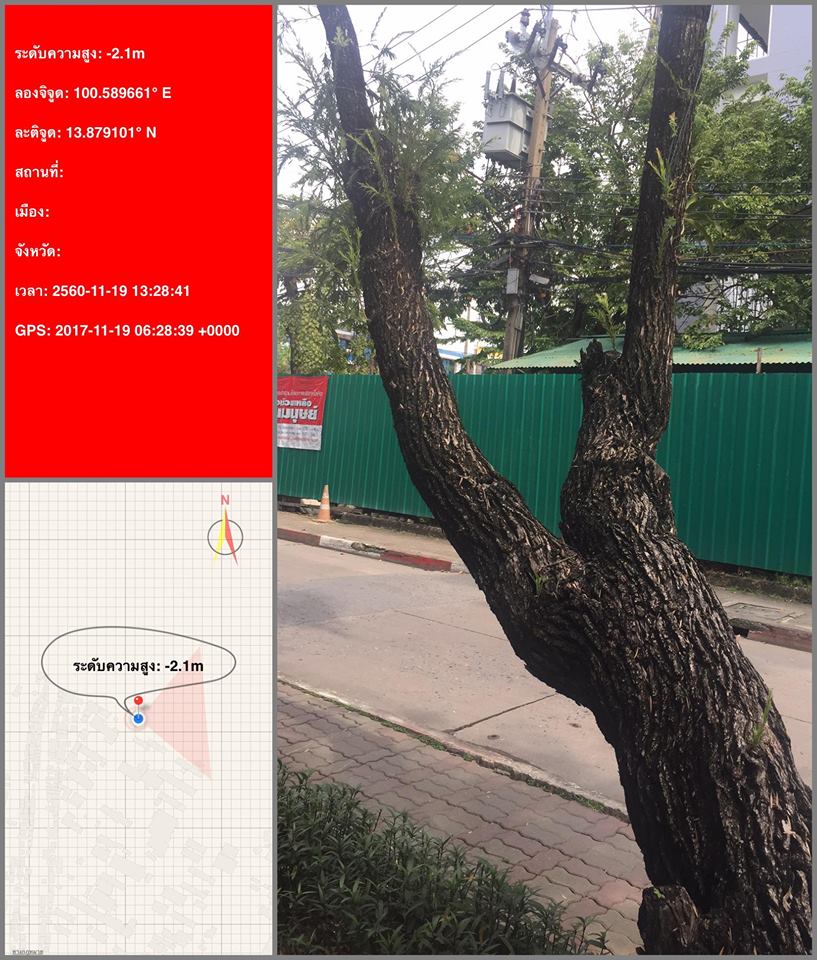 ระดับความสูง: -2.1m
ลองจิจูด: 100.589661° E
ละติจูด: 13.879101° N
สถานที่:
เมือง:
จังหวัด:
เวลา: 2560-11-19 13:28:41
GPS: 2017-11-19 06:28:39 +0000
N
ระดับความสูง: -2.1m